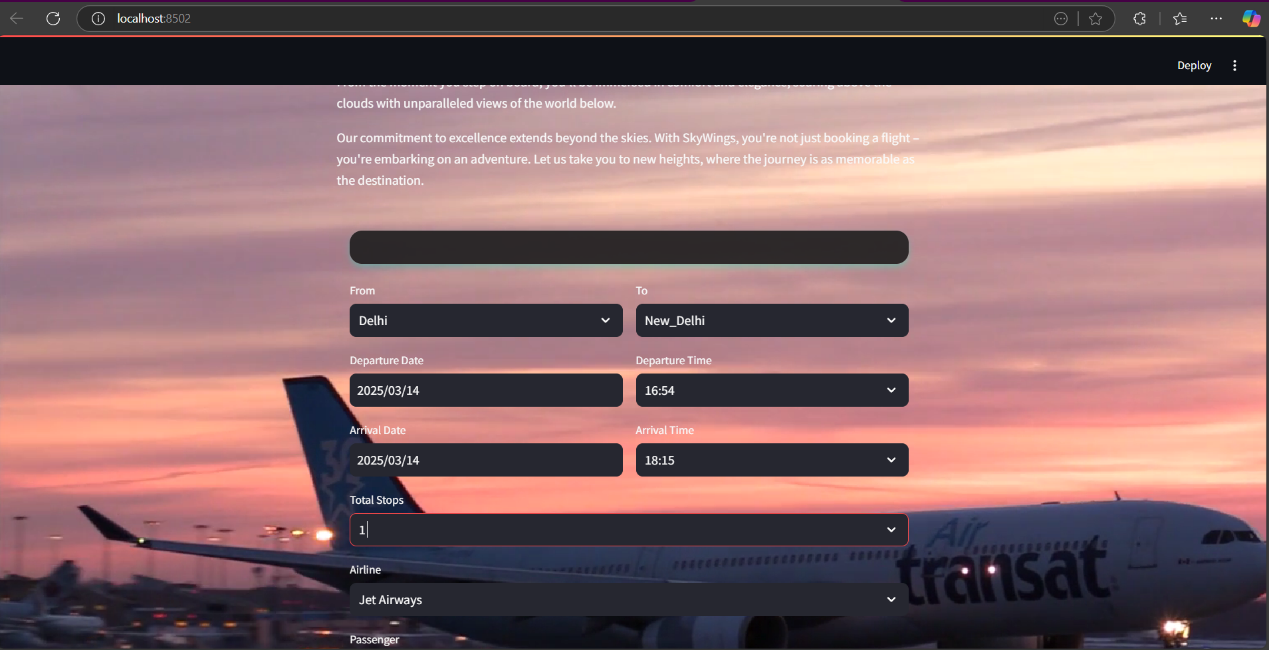 localhost:8502
Deploy
clouds with unparalleled views of the world below.
Our commitment to excellence extends beyond the skies. With SkyWings, you're not just booking a flight –
you're embarking on an adventure. Let us take you to new heights, where the journey is as memorable as
the destination.
From
To
Delhi
New_Delhi
Departure Date
Departure Time
2025/03/14
16:54
Arrival Date
Arrival Time
2025/03/14
18:15
Total Stops
1
Airline
Jet Airways
Passenger
Air
transat